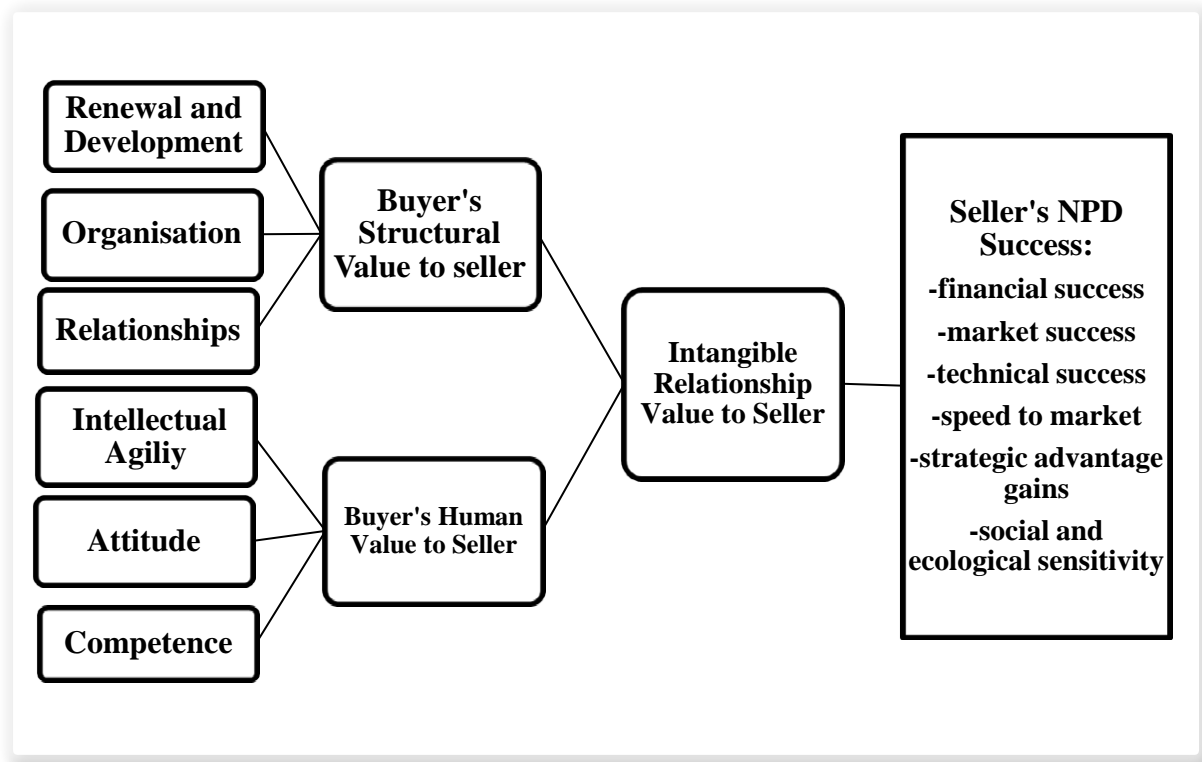 Renewal and
Development
Organisation
Relationships
Intellectual
Agiliy
Attitude
Competence
Buyer's
Structural
Value to seller
Buyer's Human
Value to Seller
Intangible
Relationship
Value to Seller
Seller's NPD
Success:
-financial success
-market success
-technical success
-speed to market
-strategic advantage
gains
-social and
ecological sensitivity